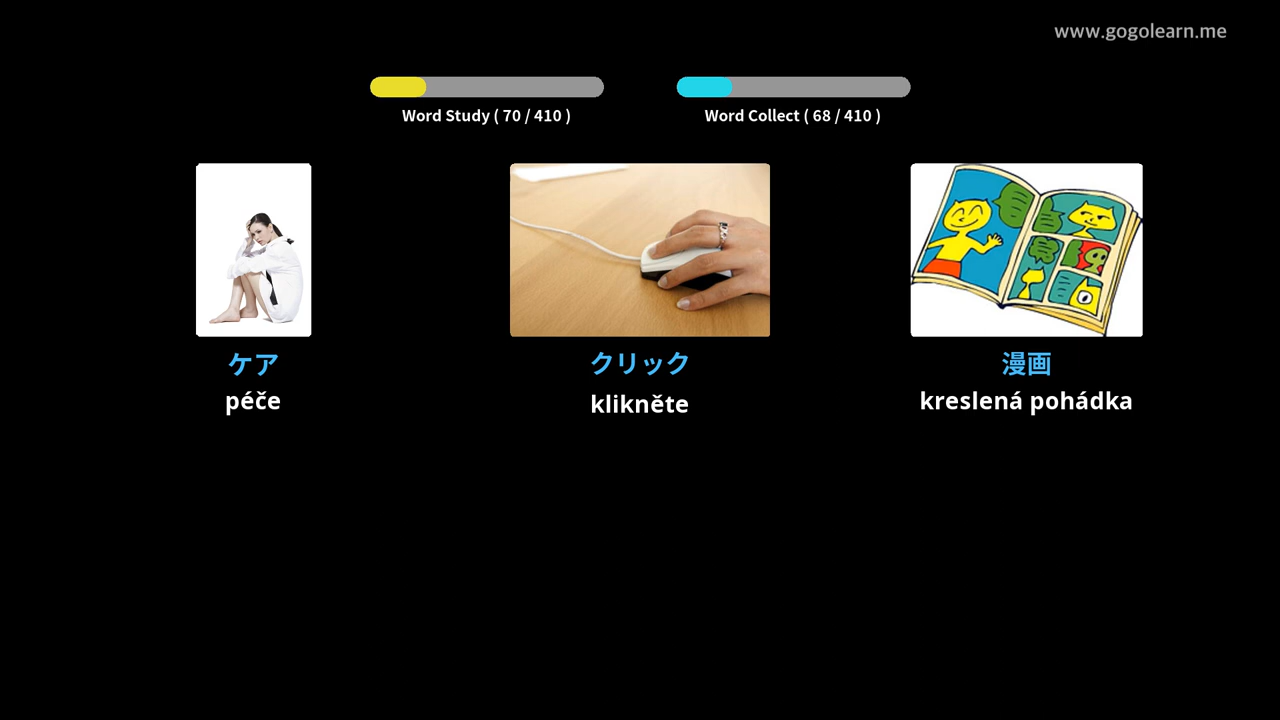 www.gogolearn.me
Word Study ( 70 / 410 )
Word Collect ( 68 / 410 )
ケア
クリック
漫画
péče
klikněte
kreslená pohádka